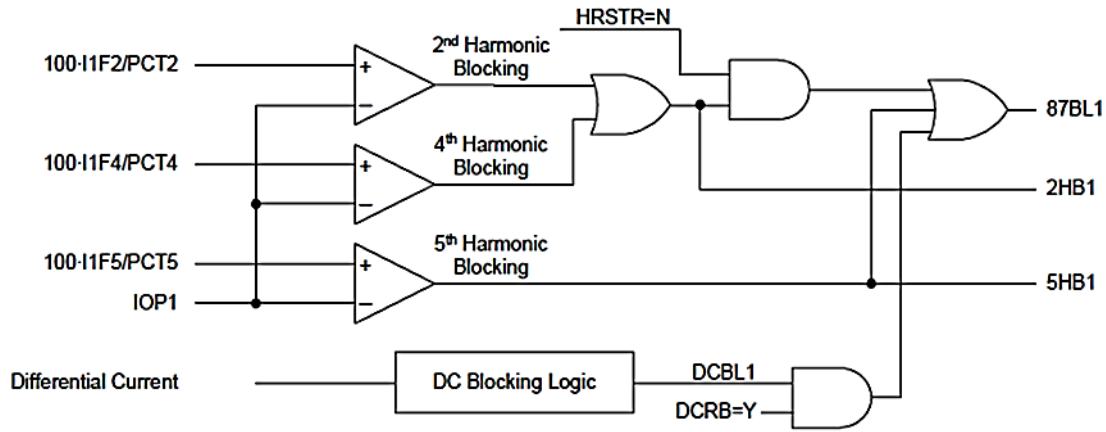 HRSTR=N
100·I1F2/PCT2
+
−
2nd Harmonic
Blocking
87BL1
100·I1F4/PCT4
+
−
4th Harmonic
Blocking
2HB1
100·I1F5/PCT5
+
−
5th Harmonic
Blocking
5HB1
IOP1
Differential Current
DC Blocking Logic
DCBL1
DCRB=Y